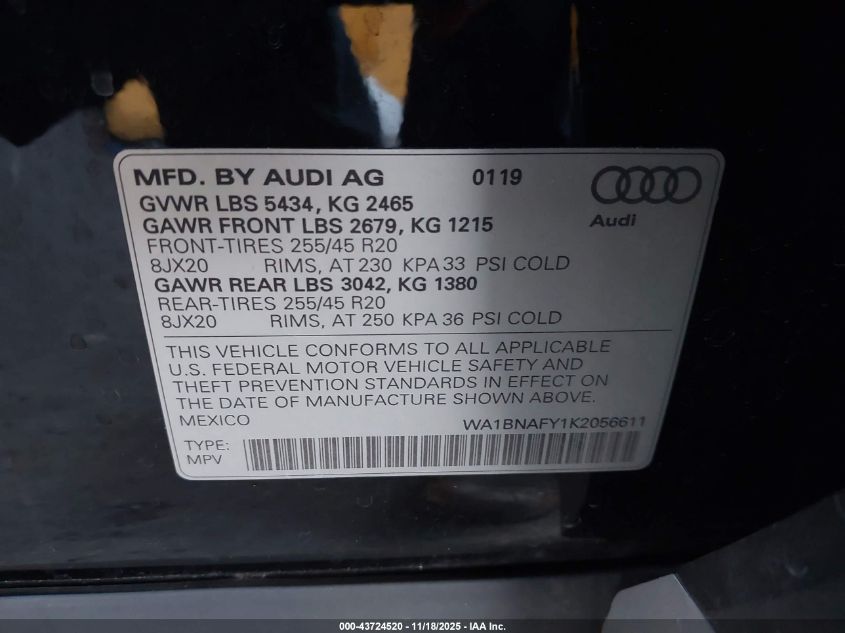 MFD. BY AUDI AG 0119
GVWR LBS 5434, KG 2465
GAWR FRONT LBS 2679, KG 1215
FRONT-TIRES 255/45 R20
8JX20 RIMS, AT 230 KPA 33 PSI COLD
GAWR REAR LBS 3042, KG 1380
REAR-TIRES 255/45 R20
8JX20 RIMS, AT 250 KPA 36 PSI COLD
Audi
THIS VEHICLE CONFORMS TO ALL APPLICABLE
U.S. FEDERAL MOTOR VEHICLE SAFETY AND
THEFT PREVENTION STANDARDS IN EFFECT ON
THE DATE OF MANUFACTURE SHOWN ABOVE.
MEXICO WA1BNAFY1K2056611
TYPE:
MPV
000-43724520 - 11/18/2025 - IAA Inc.